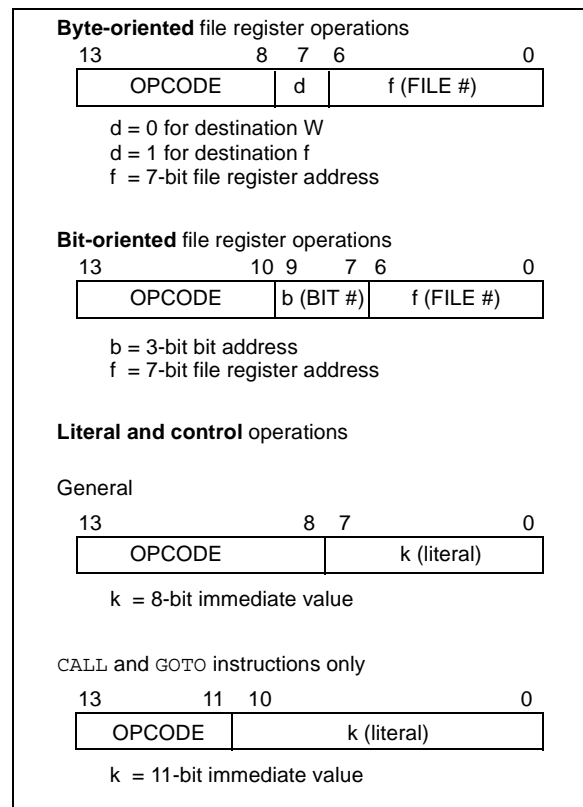 Byte-oriented file register operations
13 8 7 6 0
OPCODE d f (FILE #)
d = 0 for destination W
d = 1 for destination f
f = 7-bit file register address
Bit-oriented file register operations
13 10 9 7 6 0
OPCODE b (BIT #) f (FILE #)
b = 3-bit bit address
f = 7-bit file register address
Literal and control operations
General
13 8 7 0
OPCODE k (literal)
k = 8-bit immediate value
CALL and GOTO instructions only
13 11 10 0
OPCODE k (literal)
k = 11-bit immediate value